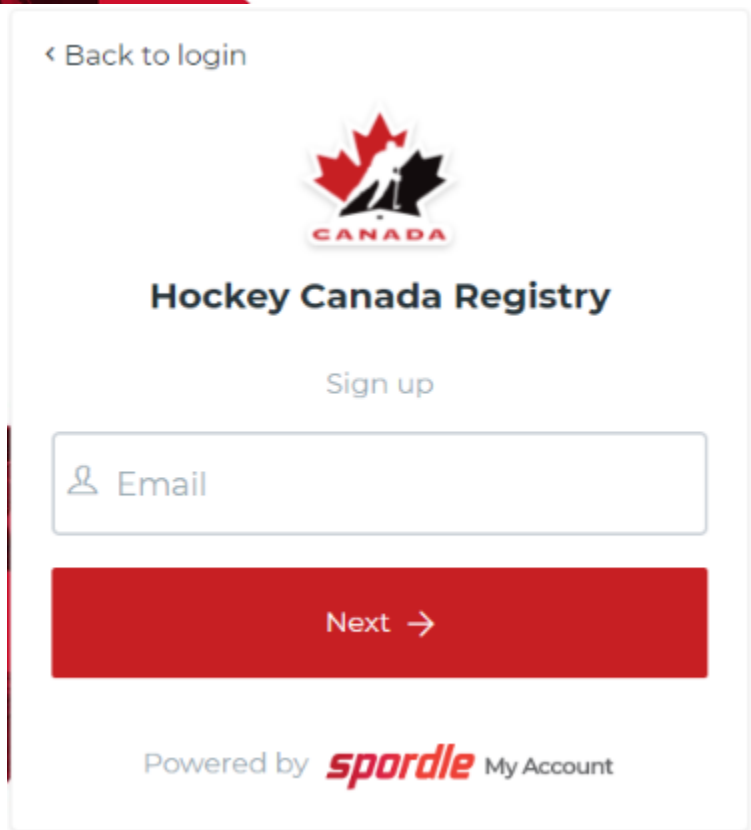 Back to login
CANADA
Hockey Canada Registry
Sign up
Email
Next
Powered by spordle My Account